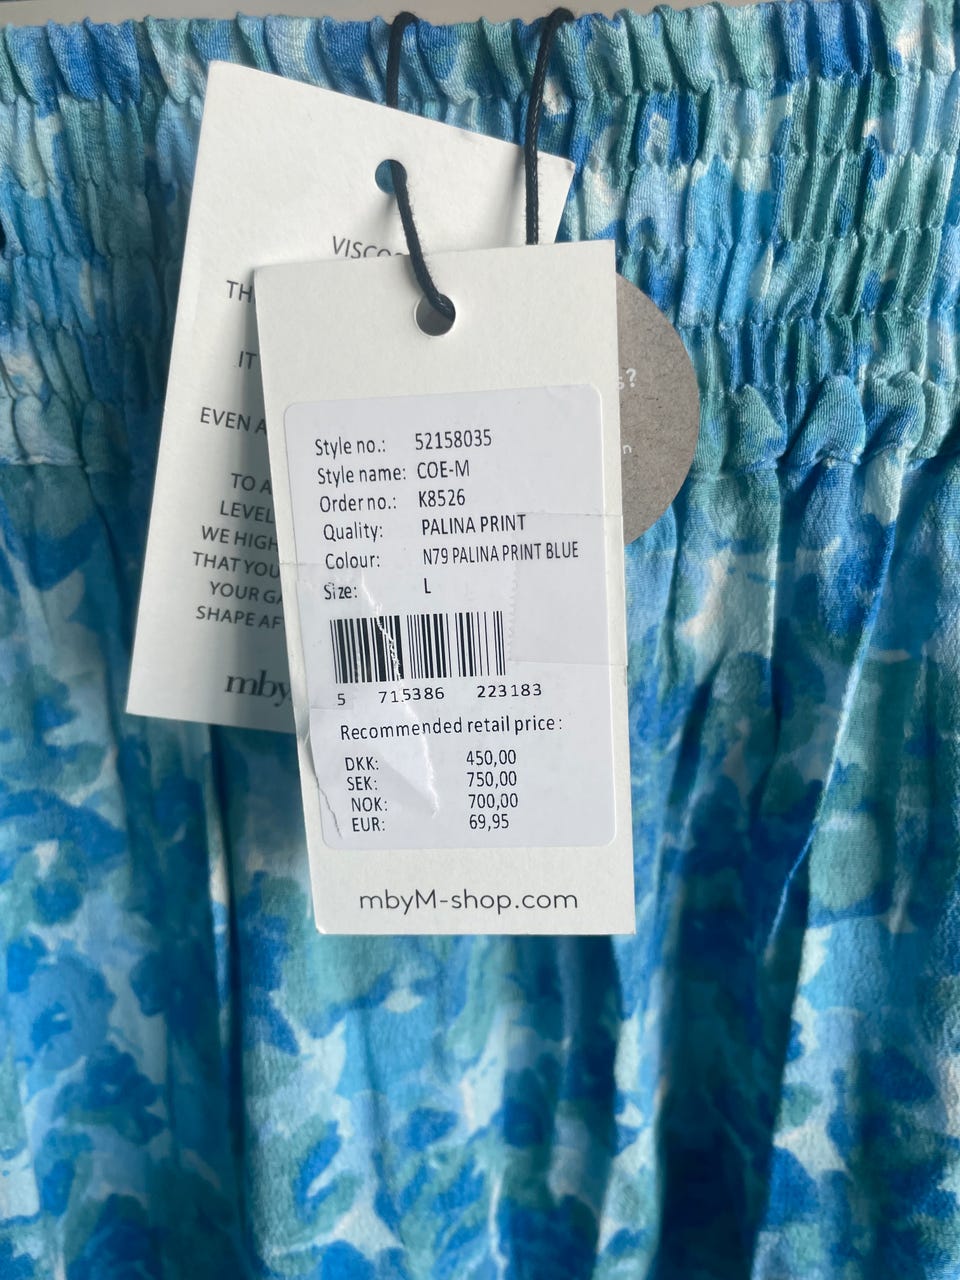 TH
IT
EVEN A
TO A
LEVEL
WE HIGH
THAT YOU
YOUR GA
SHAPE AF
mby
s?
n
Style no.: 52158035
Style name: COE-M
Order no.: K8526
Quality: PALINA PRINT
Colour: N79 PALINA PRINT BLUE
Size: L
5 715386 223183
Recommended retail price :
DKK: 450,00
SEK: 750,00
NOK: 700,00
EUR: 69,95
mbyM-shop.com